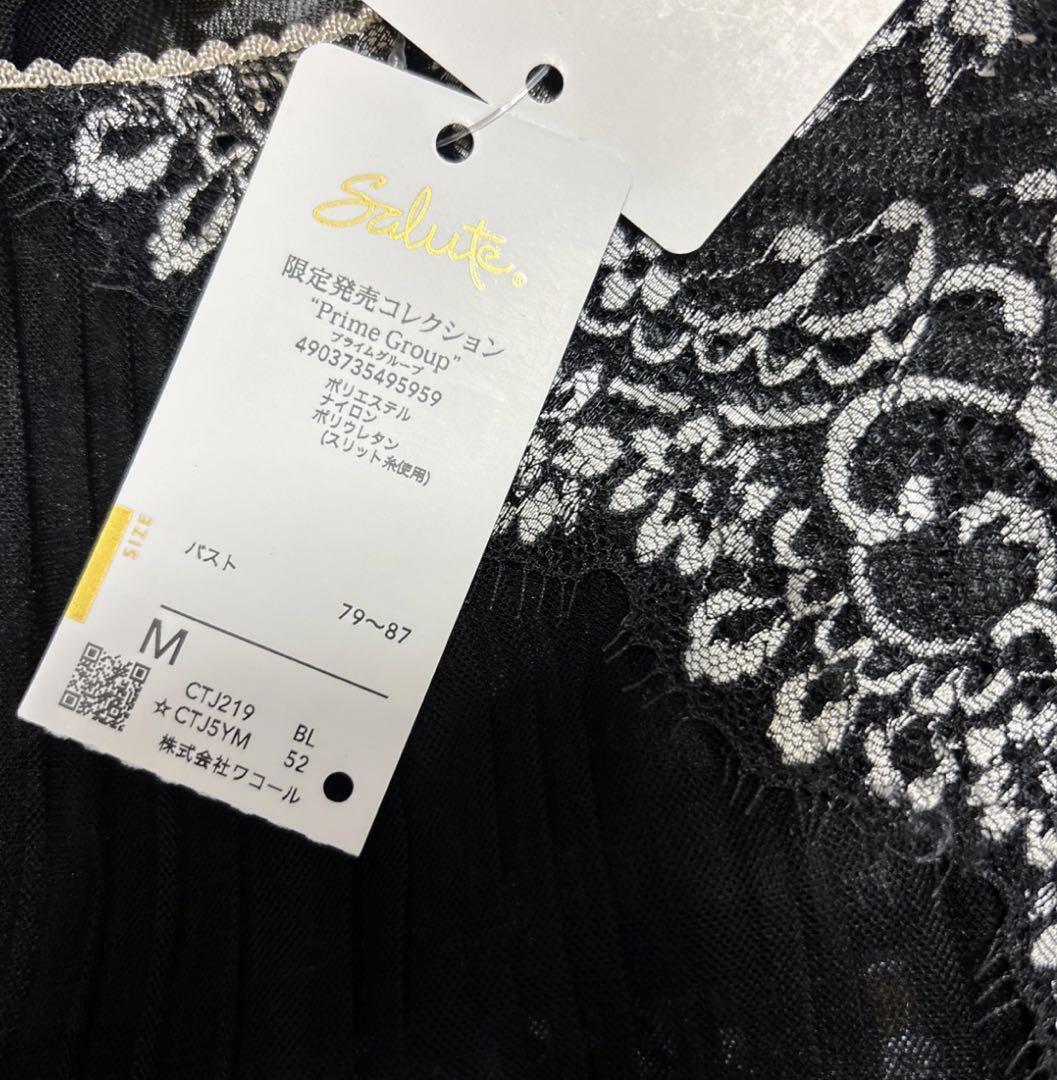 Salute®
限定発売コレクション
"Prime Group"
プライムグループ
4903735495959
ポリエステル
ナイロン
ポリウレタン
(スリット糸使用)
SIZE
バスト
79〜87
M
CTJ219 BL
☆CTJ5YM 52
株式会社ワコール